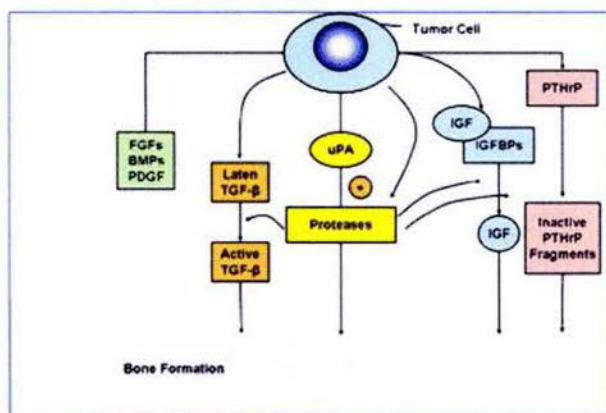 Tumor Cell
PTHrP
IGF
IGFBPs
FGFs
BMPs
PDGF
uPA
Laten
TGF-β
+
Proteases
IGF
Inactive
PTHrP
Fragments
Active
TGF-β
Bone Formation